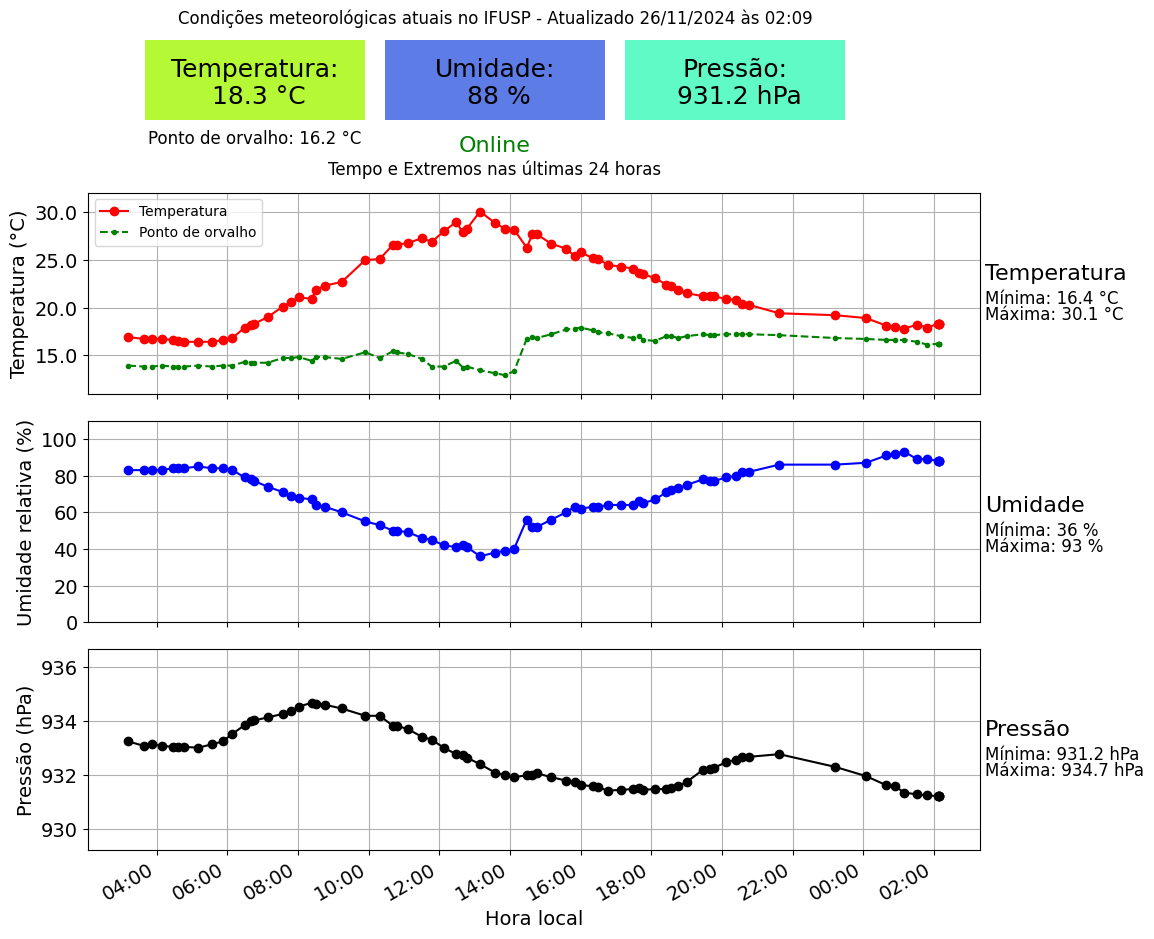 Condições meteorológicas atuais no IFUSP - Atualizado 26/11/2024 às 02:09
Temperatura:
18.3 °C
Umidade:
88 %
Pressão:
931.2 hPa
Ponto de orvalho: 16.2 °C
Online
Tempo e Extremos nas últimas 24 horas
Temperatura (°C)
30.0
25.0
20.0
15.0
Temperatura
Ponto de orvalho
Temperatura
Mínima: 16.4 °C
Máxima: 30.1 °C
Umidade relativa (%)
100
80
60
40
20
0
Umidade
Mínima: 36 %
Máxima: 93 %
Pressão (hPa)
936
934
932
930
Pressão
Mínima: 931.2 hPa
Máxima: 934.7 hPa
04:00
06:00
08:00
10:00
12:00
14:00
16:00
18:00
20:00
22:00
00:00
02:00
Hora local